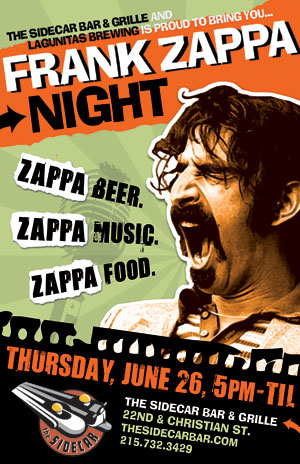 THE SIDECAR BAR & GRILLE AND
LAGUNITAS BREWING IS PROUD TO BRING YOU...
FRANK ZAPPA
NIGHT
ZAPPA BEER.
ZAPPA MUSIC.
ZAPPA FOOD.
THURSDAY, JUNE 26, 5PM-TIL
THE SIDECAR BAR & GRILLE
22ND & CHRISTIAN ST.
THESIDECARBAR.COM
215.732.3429
the SIDECAR